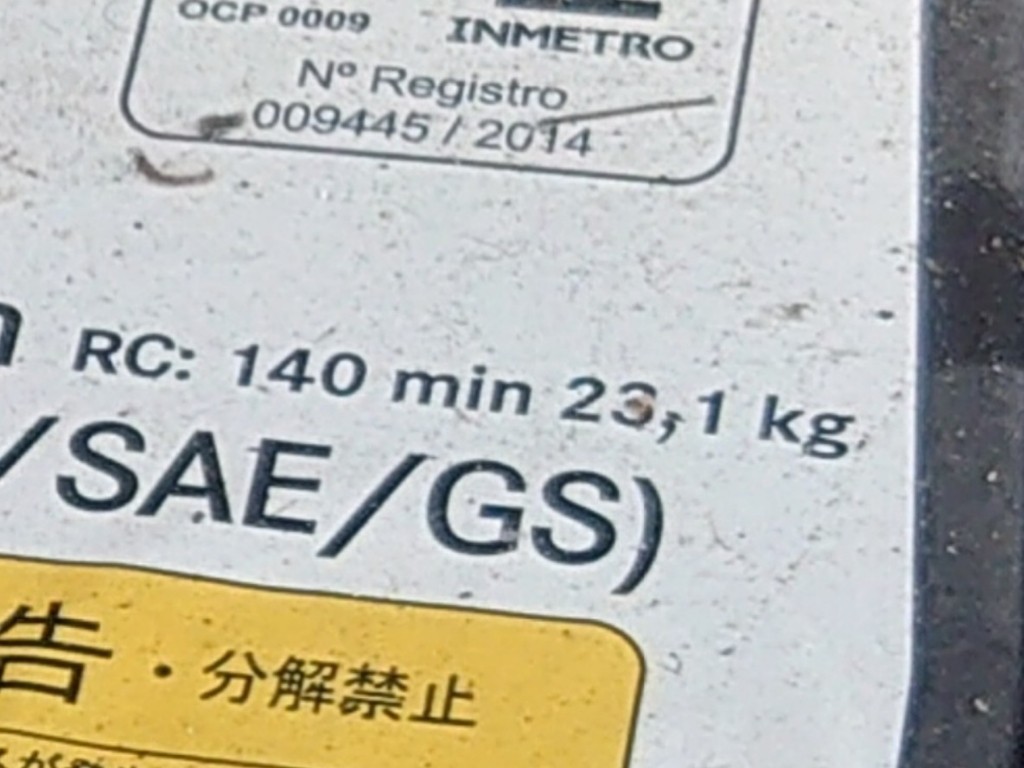 OCP 0009
INMETRO
Nº Registro
009445 / 2014
RC: 140 min 23,1 kg
/SAE/GS)
告・分解禁止